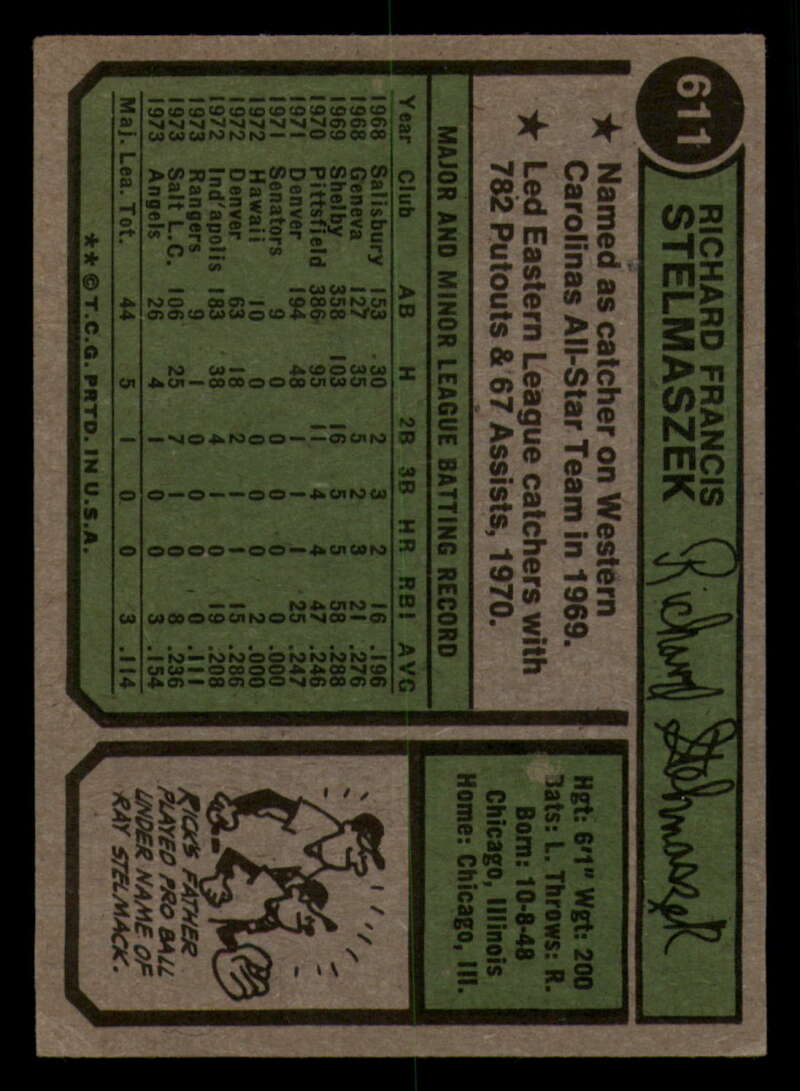 611
RICHARD FRANCIS
STELMASZEK
Richard Stelmaszek
★ Named as catcher on Western
Carolinas All-Star Team in 1969.
★ Led Eastern League catchers with
782 Putouts & 67 Assists, 1970.
MAJOR AND MINOR LEAGUE BATTING RECORD
Year Club AB H 2B 3B HR RBI AVG
1968 Salisbury 153 30 2 3 2 16 .196
1968 Geneva 127 35 5 2 3 21 .276
1969 Shelby 358 103 16 5 5 58 .288
1970 Pittsfield 386 95 11 4 4 47 .246
1971 Denver 194 48 1 1 1 25 .247
1971 Senators 9 0 0 0 0 0 .000
1972 Hawaii 10 0 0 0 0 2 .000
1972 Denver 63 18 2 1 1 15 .286
1972 Ind'apolis 183 38 4 1 0 19 .208
1973 Rangers 9 1 0 0 0 0 .111
1973 Salt L.C. 106 25 7 1 0 8 .236
1973 Angels 26 4 1 0 0 3 .154
Maj. Lea. Tot. 44 5 1 0 0 3 .114
**©T.C.G. PRTD. IN U.S.A.
Hgt: 6'1" Wgt: 200
Bats: L. Throws: R.
Born: 10-8-48
Chicago, Illinois
Home: Chicago, Ill.
RICK'S FATHER
PLAYED PRO BALL
UNDER NAME OF
RAY STELMACK.